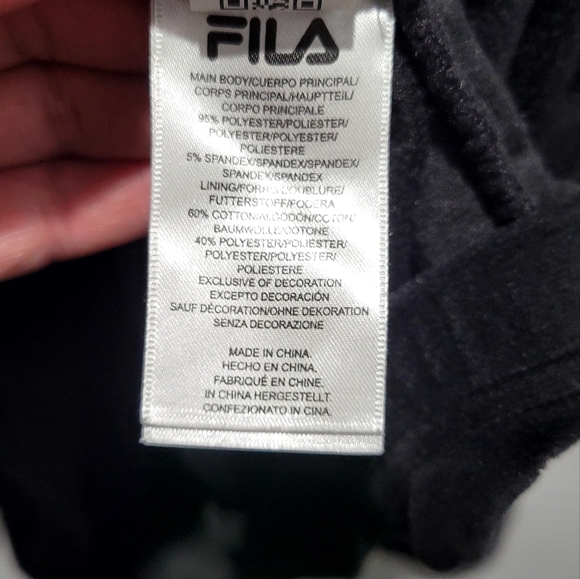 FILA
MAIN BODY/CUERPO PRINCIPAL/
CORPS PRINCIPAL/HAUPTTEIL/
CORPO PRINCIPALE
95% POLYESTER/POLIESTER/
POLYESTER/POLYESTER/
POLIESTERE
5% SPANDEX/SPANDEX/SPANDEX/
SPANDEX/SPANDEX
LINING/FORRO/DOUBLURE/
FUTTERSTOFF/FODERA
60% COTTON/ALGODÓN/COTON/
BAUMWOLLE/COTONE
40% POLYESTER/POLIESTER/
POLYESTER/POLYESTER/
POLIESTERE
EXCLUSIVE OF DECORATION
EXCEPTO DECORACIÓN
SAUF DÉCORATION/OHNE DEKORATION
SENZA DECORAZIONE
MADE IN CHINA.
HECHO EN CHINA.
FABRIQUÉ EN CHINE.
IN CHINA HERGESTELLT.
CONFEZIONATO IN CINA.